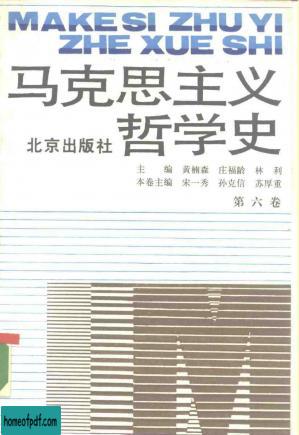 MAKESI ZHU YI
ZHE XUE SHI
马克思主义
哲学史
北京出版社
主 编 黄楠森 庄福龄 林 利
本卷主编 宋一秀 孙克信 苏厚重
第六卷
homeofpdf.com